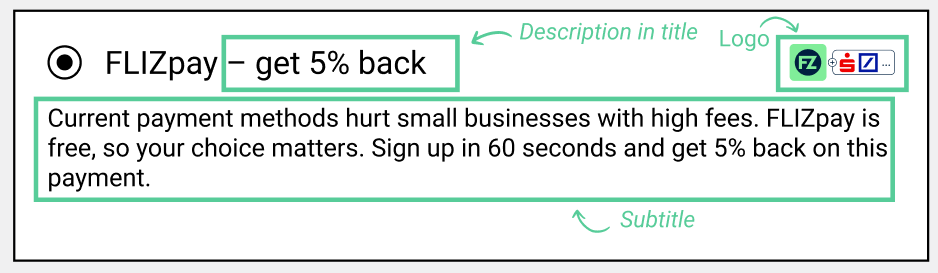 Description in title
Logo
FLIZpay – get 5% back
FZ
Current payment methods hurt small businesses with high fees. FLIZpay is
free, so your choice matters. Sign up in 60 seconds and get 5% back on this
payment.
Subtitle